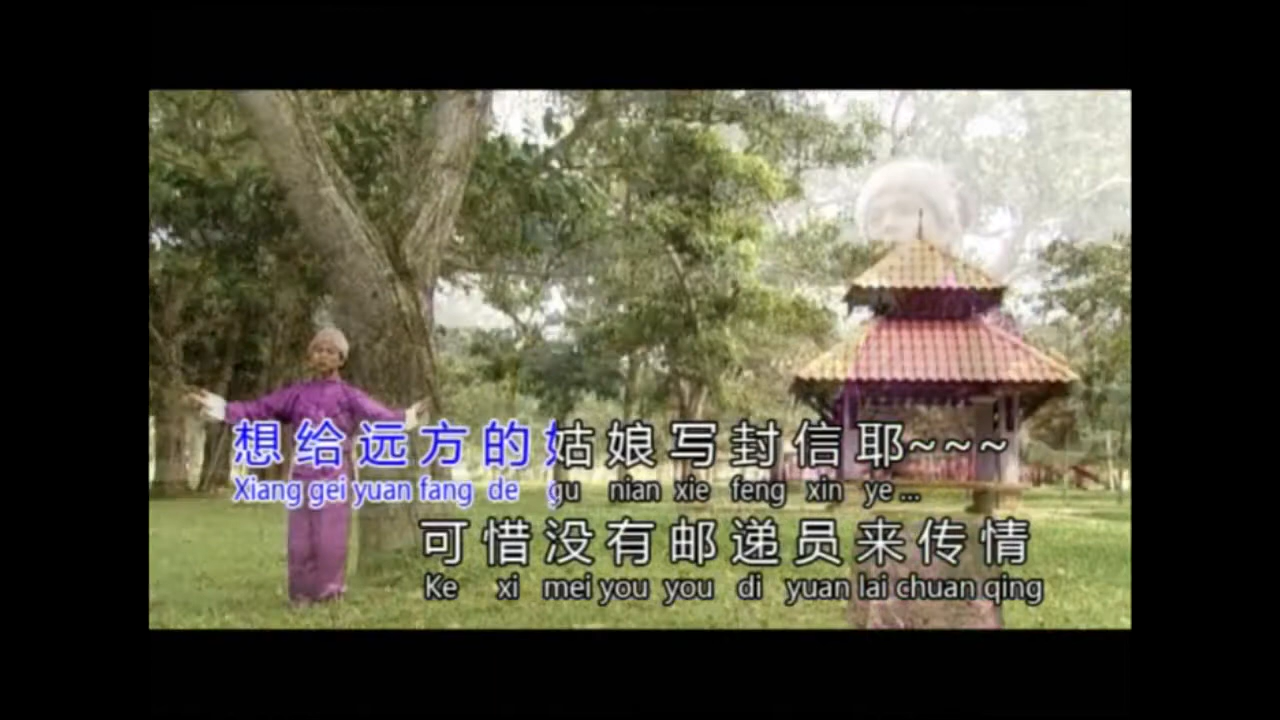 想给远方的姑娘写封信耶~~~
Xiang gei yuan fang de gu nian xie feng xin ye ...
可惜没有邮递员来传情
Ke xi mei you you di yuan lai chuan qing